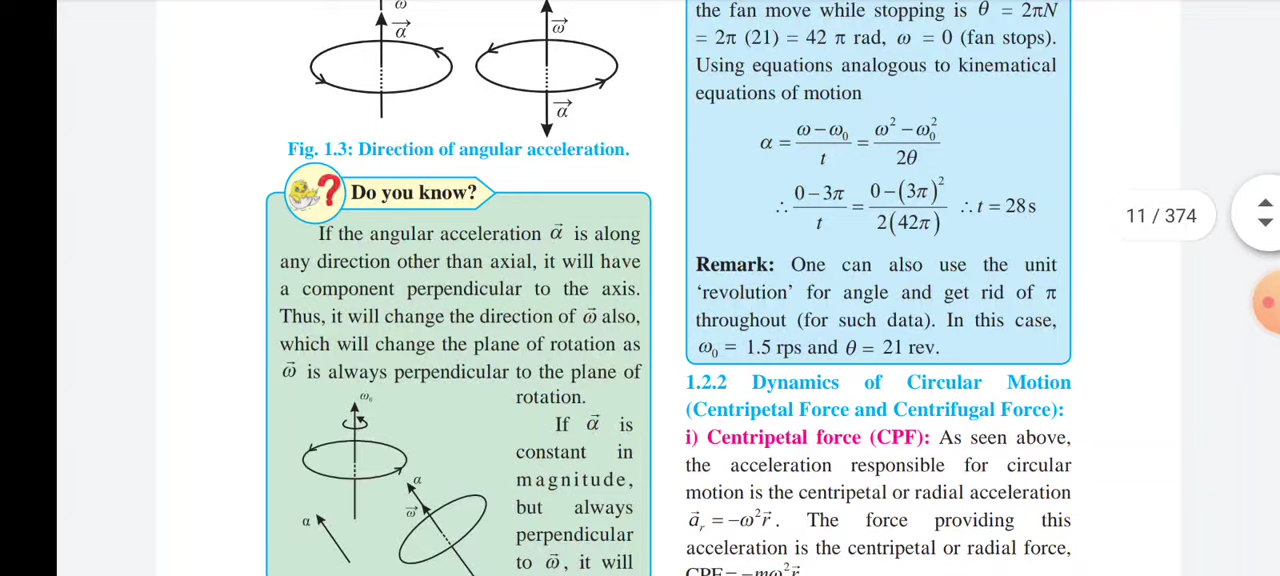 ω
α⃗
ω⃗
α⃗
Fig. 1.3: Direction of angular acceleration.
?
Do you know?
If the angular acceleration α⃗ is along
any direction other than axial, it will have
a component perpendicular to the axis.
Thus, it will change the direction of ω⃗ also,
which will change the plane of rotation as
ω⃗ is always perpendicular to the plane of
rotation.
If α⃗ is
constant in
magnitude,
but always
perpendicular
to ω⃗, it will
ω₀
α
α
ω⃗
the fan move while stopping is θ = 2πN
= 2π (21) = 42 π rad, ω = 0 (fan stops).
Using equations analogous to kinematical
equations of motion
α = (ω−ω₀)/t = (ω²−ω₀²)/2θ
∴ (0−3π)/t = (0−(3π)²)/2(42π) ∴ t = 28 s
Remark: One can also use the unit
‘revolution’ for angle and get rid of π
throughout (for such data). In this case,
ω₀ = 1.5 rps and θ = 21 rev.
1.2.2 Dynamics of Circular Motion
(Centripetal Force and Centrifugal Force):
i) Centripetal force (CPF): As seen above,
the acceleration responsible for circular
motion is the centripetal or radial acceleration
a⃗ᵣ = −ω²r⃗. The force providing this
acceleration is the centripetal or radial force,
CPF = −mω²r⃗
11 / 374